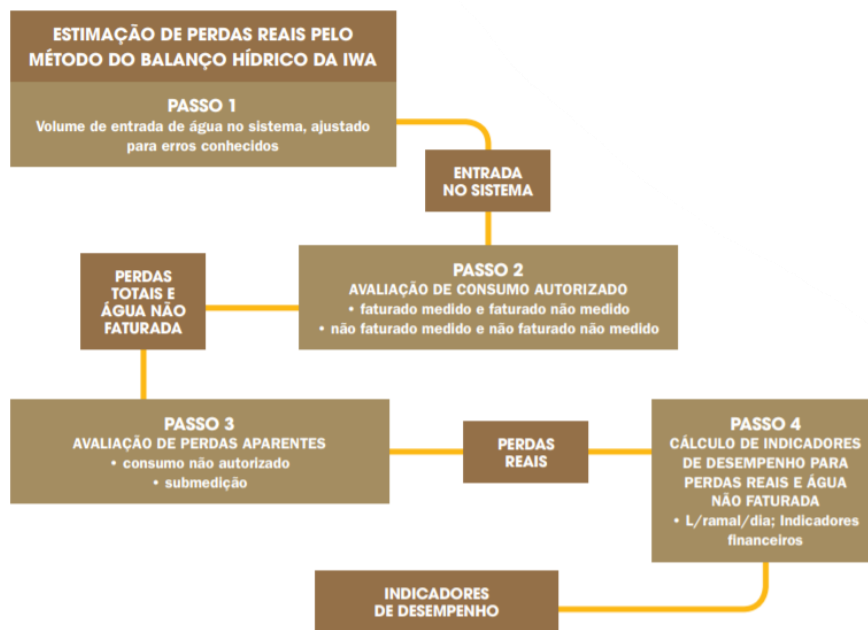 ESTIMAÇÃO DE PERDAS REAIS PELO
MÉTODO DO BALANÇO HÍDRICO DA IWA
PASSO 1
Volume de entrada de água no sistema, ajustado
para erros conhecidos
ENTRADA
NO SISTEMA
PASSO 2
AVALIAÇÃO DE CONSUMO AUTORIZADO
• faturado medido e faturado não medido
• não faturado medido e não faturado não medido
PERDAS
TOTAIS E
ÁGUA NÃO
FATURADA
PASSO 3
AVALIAÇÃO DE PERDAS APARENTES
• consumo não autorizado
• submedição
PERDAS
REAIS
PASSO 4
CÁLCULO DE INDICADORES
DE DESEMPENHO PARA
PERDAS REAIS E ÁGUA
NÃO FATURADA
• L/ramal/dia; Indicadores
financeiros
INDICADORES
DE DESEMPENHO